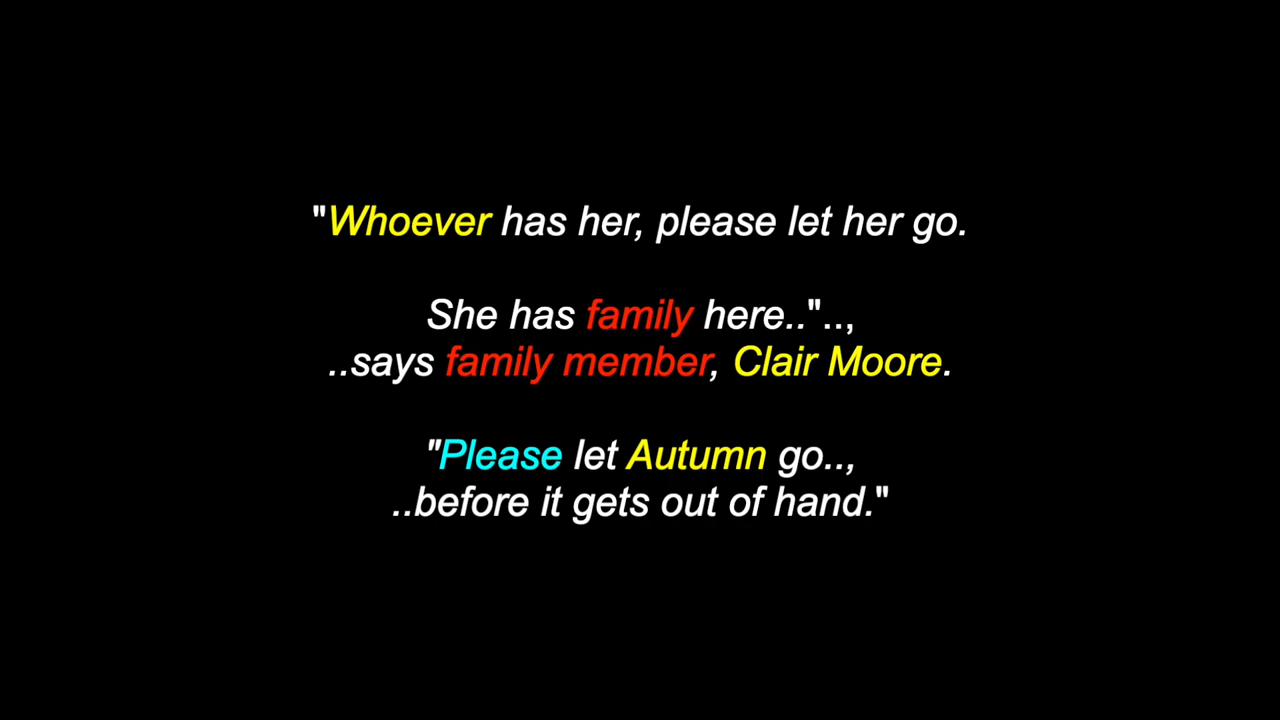 "Whoever has her, please let her go.
She has family here.."..,
..says family member, Clair Moore.
"Please let Autumn go..,
..before it gets out of hand."